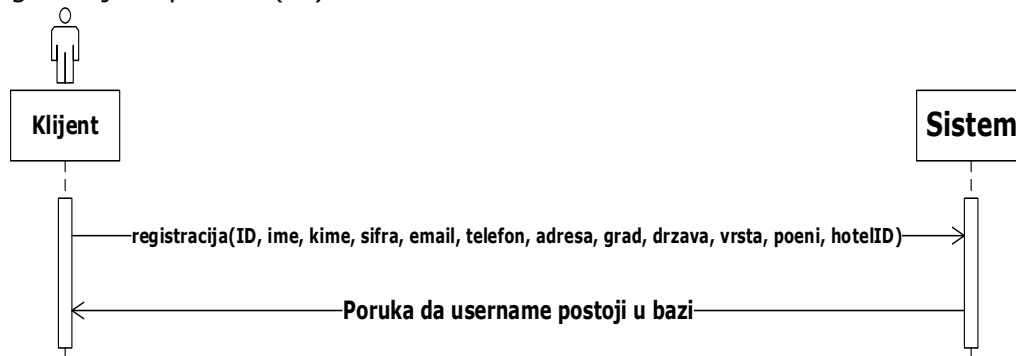 Klijent
Sistem
registracija(ID, ime, kime, sifra, email, telefon, adresa, grad, drzava, vrsta, poeni, hotelID)
Poruka da username postoji u bazi